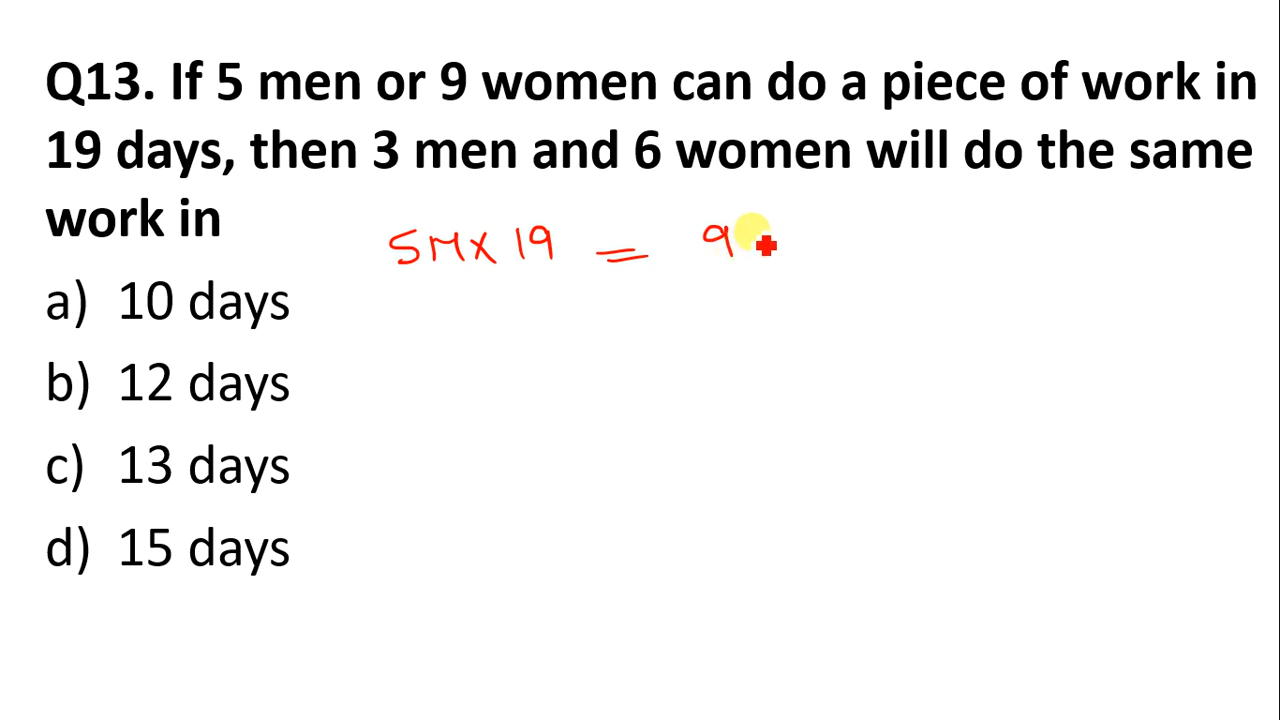 Q13. If 5 men or 9 women can do a piece of work in
19 days, then 3 men and 6 women will do the same
work in
5M× 19 = 9
a) 10 days
b) 12 days
c) 13 days
d) 15 days